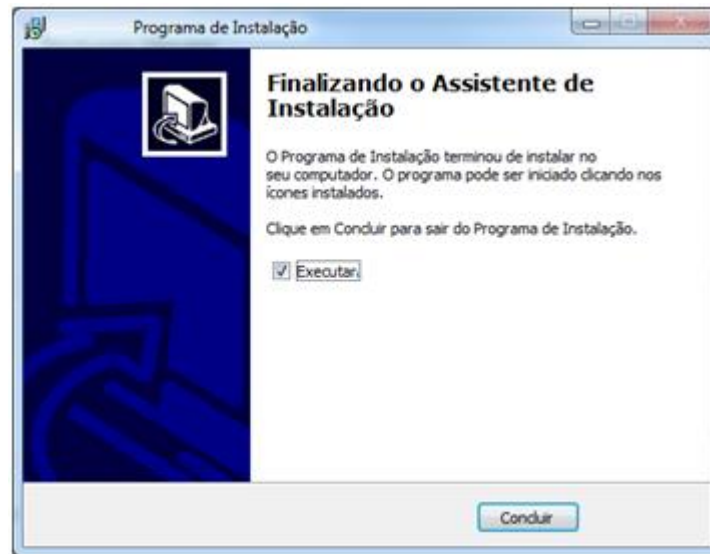 Programa de Instalação
Finalizando o Assistente de
Instalação
O Programa de Instalação terminou de instalar no
seu computador. O programa pode ser iniciado clicando nos
ícones instalados.
Clique em Concluir para sair do Programa de Instalação.
Executar.
Concluir